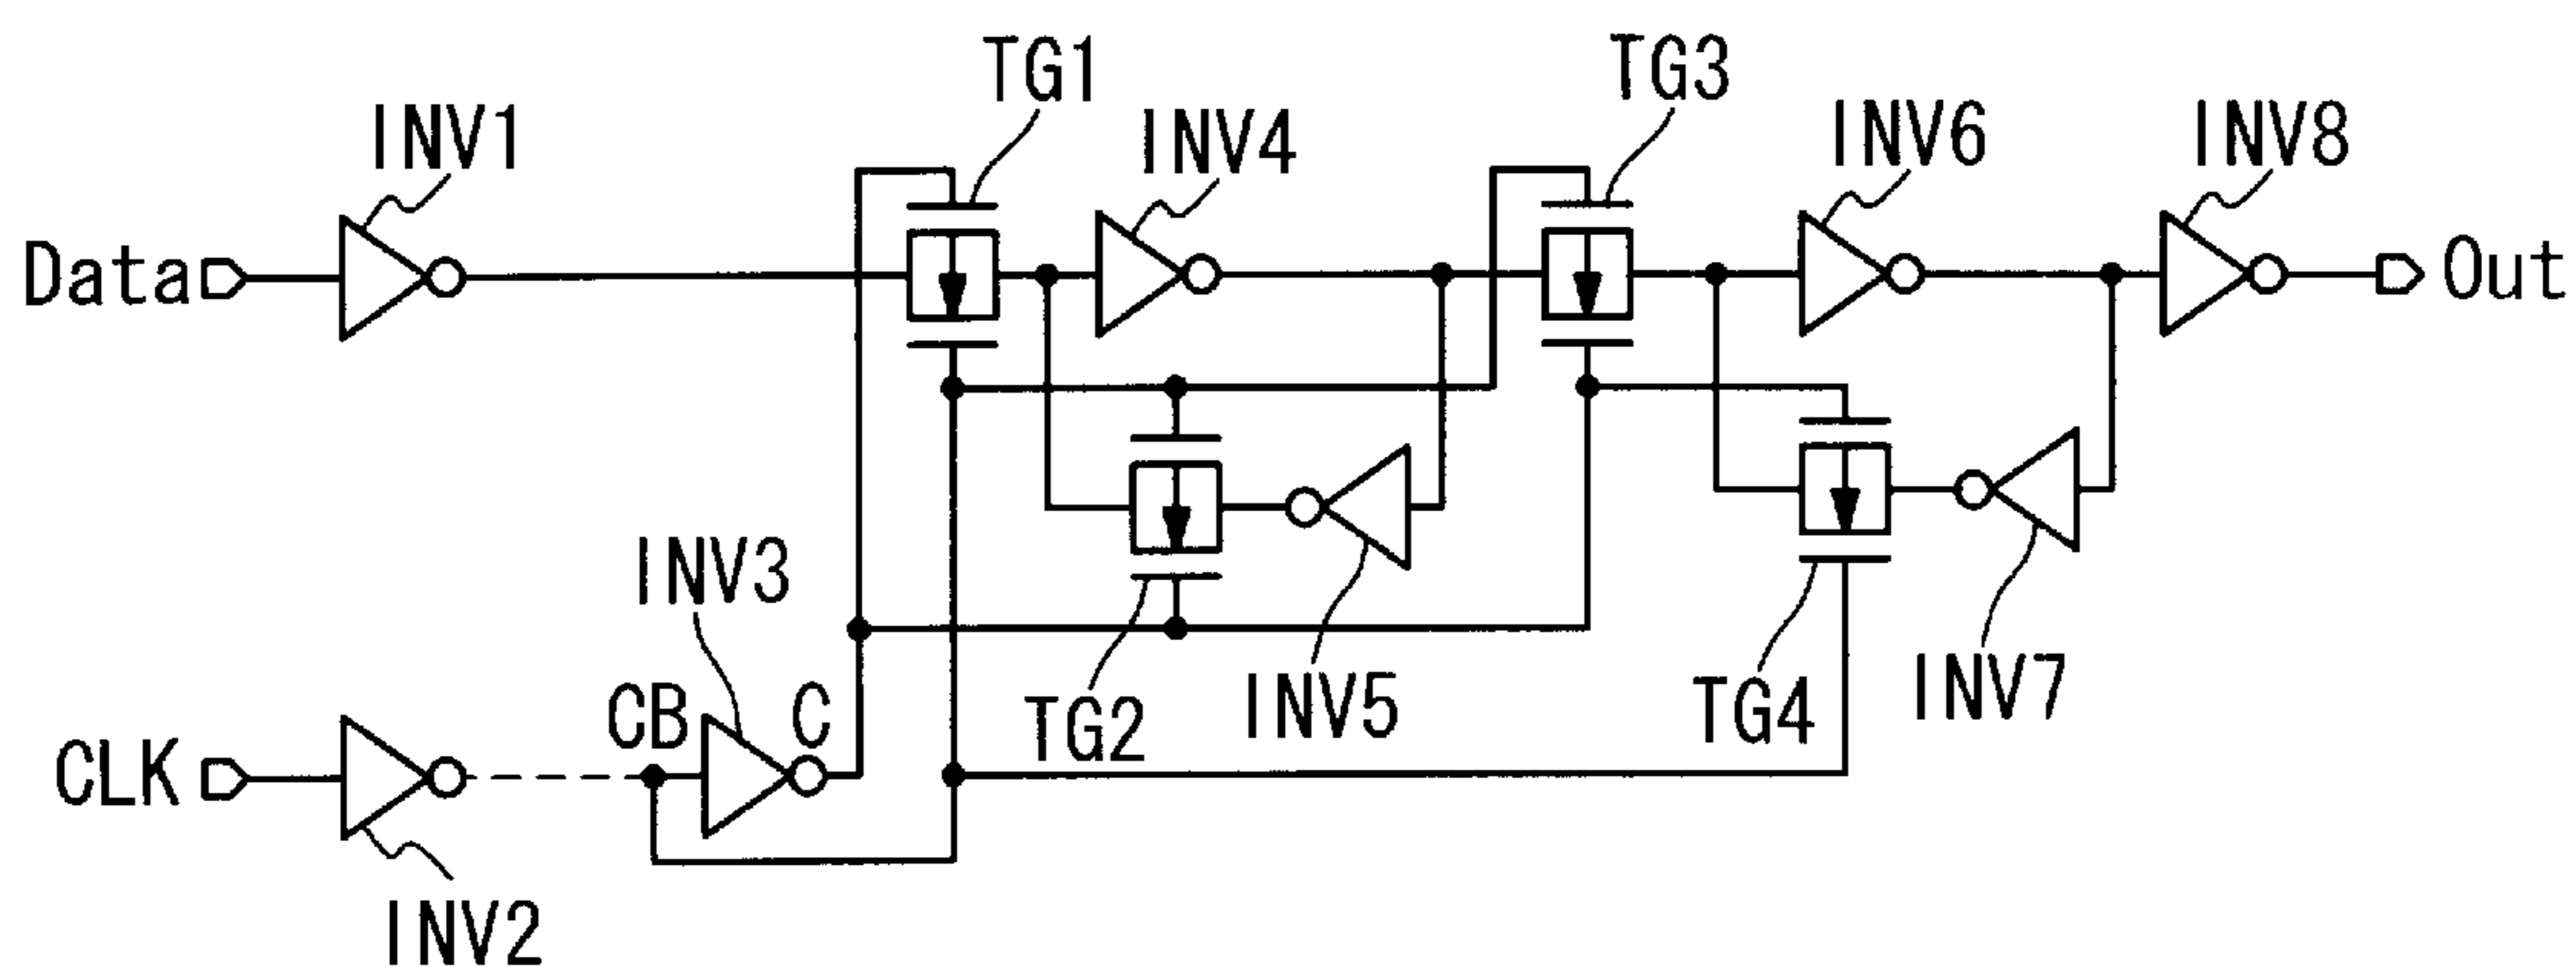 TG1
TG3
INV1
INV4
INV6
INV8
Data
Out
INV3
CB
C
TG2
INV5
TG4
INV7
CLK
INV2